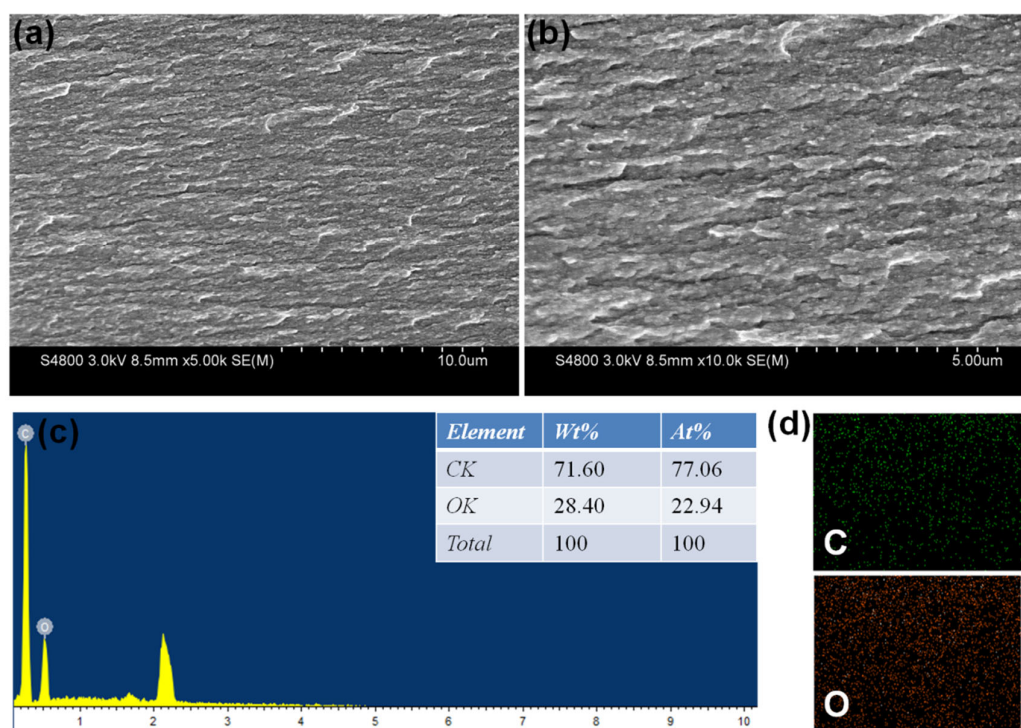 (a)
S4800 3.0kV 8.5mm x5.00k SE(M)
10.0um
(b)
S4800 3.0kV 8.5mm x10.0k SE(M)
5.00um
(c)
C
O
Element Wt% At%
CK 71.60 77.06
OK 28.40 22.94
Total 100 100
1 2 3 4 5 6 7 8 9 10
(d)
C
O